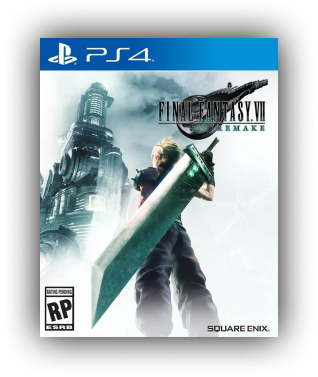 PS4
FINAL FANTASY VII
REMAKE
RATING PENDING
RP
ESRB
SQUARE ENIX